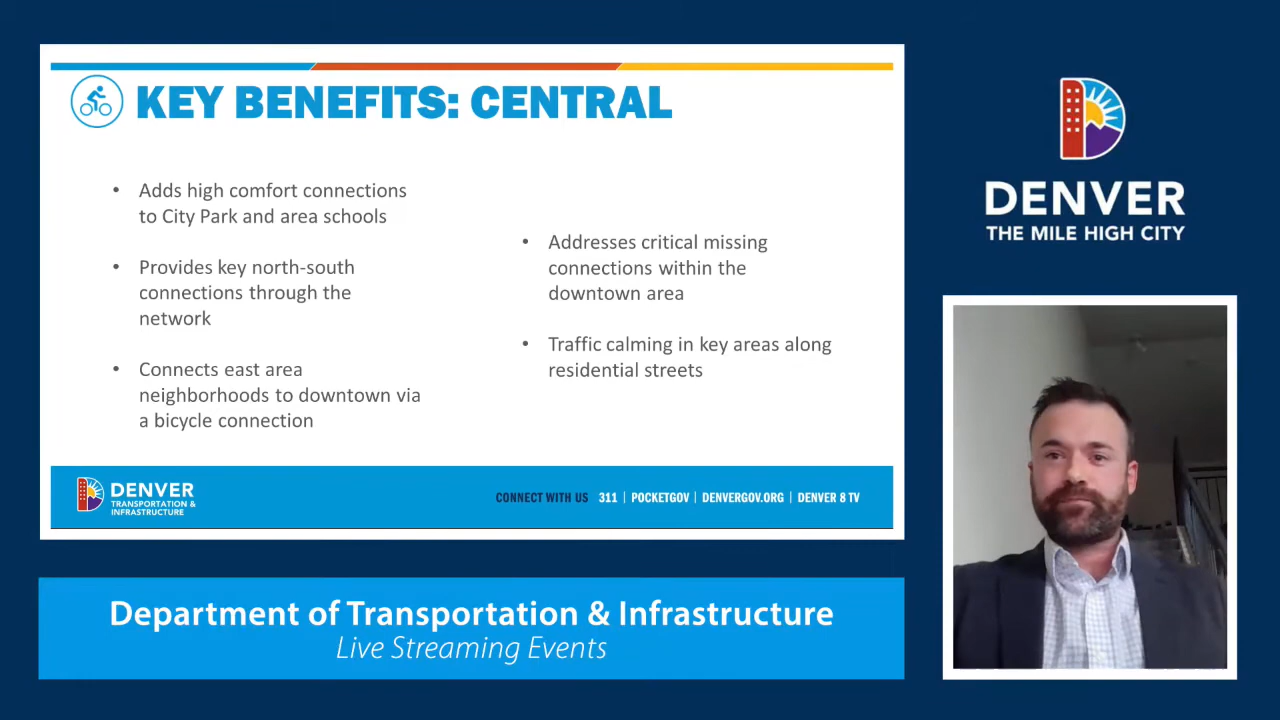 KEY BENEFITS: CENTRAL
• Adds high comfort connections
to City Park and area schools
• Provides key north-south
connections through the
network
• Connects east area
neighborhoods to downtown via
a bicycle connection
• Addresses critical missing
connections within the
downtown area
• Traffic calming in key areas along
residential streets
DENVER
TRANSPORTATION &
INFRASTRUCTURE
CONNECT WITH US 311 | POCKETGOV | DENVERGOV.ORG | DENVER 8 TV
DENVER
THE MILE HIGH CITY
Department of Transportation & Infrastructure
Live Streaming Events